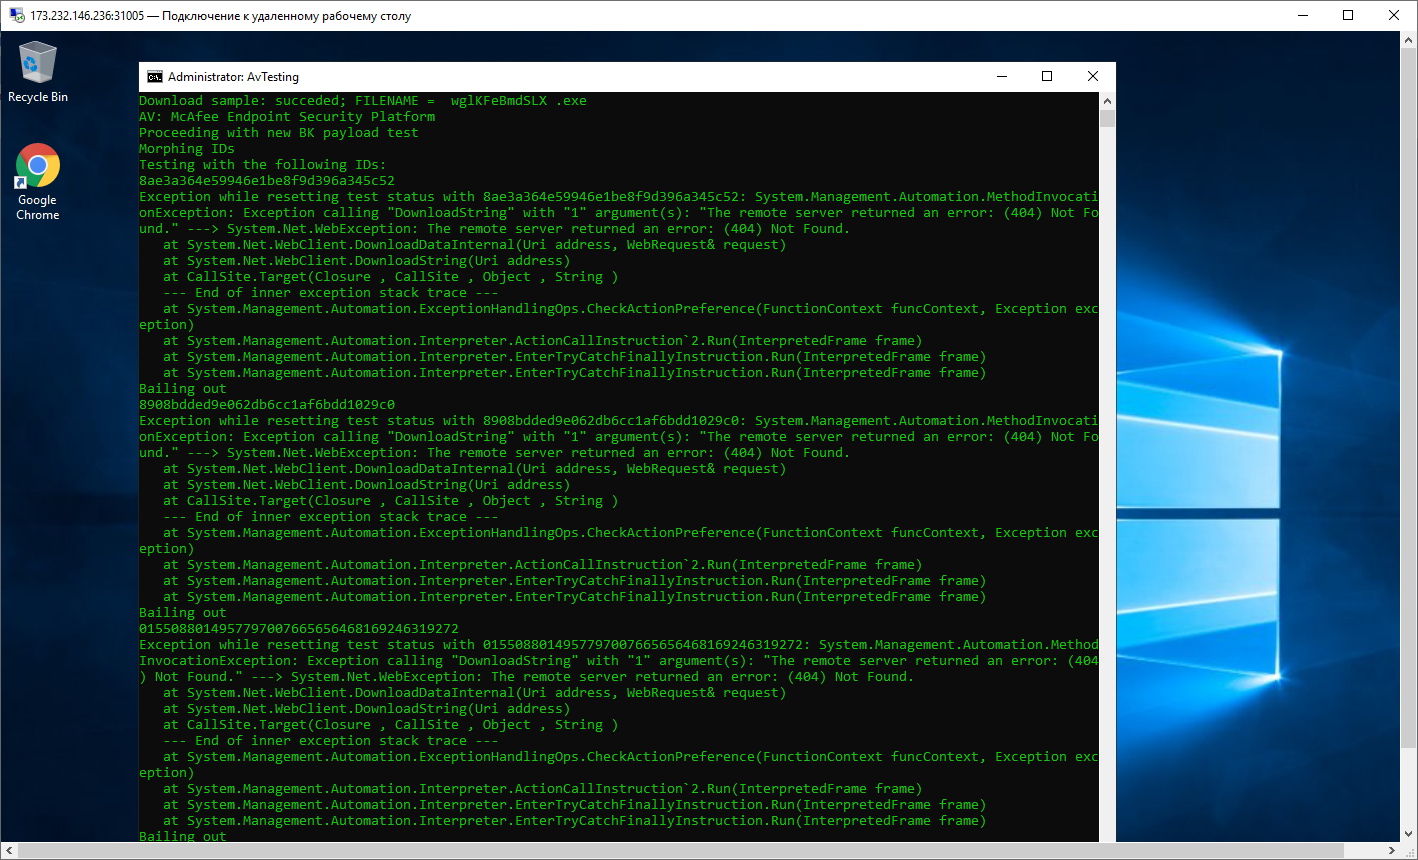 173.232.146.236:31005 — Подключение к удаленному рабочему столу
Recycle Bin
Google
Chrome
Administrator: AvTesting
Download sample: succeded; FILENAME =  wglKFeBmdSLX .exe
AV: McAfee Endpoint Security Platform
Proceeding with new BK payload test
Morphing IDs
Testing with the following IDs:
8ae3a364e59946e1be8f9d396a345c52
Exception while resetting test status with 8ae3a364e59946e1be8f9d396a345c52: System.Management.Automation.MethodInvocati
onException: Exception calling "DownloadString" with "1" argument(s): "The remote server returned an error: (404) Not Fo
und." ---> System.Net.WebException: The remote server returned an error: (404) Not Found.
   at System.Net.WebClient.DownloadDataInternal(Uri address, WebRequest& request)
   at System.Net.WebClient.DownloadString(Uri address)
   at CallSite.Target(Closure , CallSite , Object , String )
   --- End of inner exception stack trace ---
   at System.Management.Automation.ExceptionHandlingOps.CheckActionPreference(FunctionContext funcContext, Exception exc
eption)
   at System.Management.Automation.Interpreter.ActionCallInstruction`2.Run(InterpretedFrame frame)
   at System.Management.Automation.Interpreter.EnterTryCatchFinallyInstruction.Run(InterpretedFrame frame)
   at System.Management.Automation.Interpreter.EnterTryCatchFinallyInstruction.Run(InterpretedFrame frame)
Bailing out
8908bdded9e062db6cc1af6bdd1029c0
Exception while resetting test status with 8908bdded9e062db6cc1af6bdd1029c0: System.Management.Automation.MethodInvocati
onException: Exception calling "DownloadString" with "1" argument(s): "The remote server returned an error: (404) Not Fo
und." ---> System.Net.WebException: The remote server returned an error: (404) Not Found.
   at System.Net.WebClient.DownloadDataInternal(Uri address, WebRequest& request)
   at System.Net.WebClient.DownloadString(Uri address)
   at CallSite.Target(Closure , CallSite , Object , String )
   --- End of inner exception stack trace ---
   at System.Management.Automation.ExceptionHandlingOps.CheckActionPreference(FunctionContext funcContext, Exception exc
eption)
   at System.Management.Automation.Interpreter.ActionCallInstruction`2.Run(InterpretedFrame frame)
   at System.Management.Automation.Interpreter.EnterTryCatchFinallyInstruction.Run(InterpretedFrame frame)
   at System.Management.Automation.Interpreter.EnterTryCatchFinallyInstruction.Run(InterpretedFrame frame)
Bailing out
0155088014957797007665656468169246319272
Exception while resetting test status with 0155088014957797007665656468169246319272: System.Management.Automation.Method
InvocationException: Exception calling "DownloadString" with "1" argument(s): "The remote server returned an error: (404
) Not Found." ---> System.Net.WebException: The remote server returned an error: (404) Not Found.
   at System.Net.WebClient.DownloadDataInternal(Uri address, WebRequest& request)
   at System.Net.WebClient.DownloadString(Uri address)
   at CallSite.Target(Closure , CallSite , Object , String )
   --- End of inner exception stack trace ---
   at System.Management.Automation.ExceptionHandlingOps.CheckActionPreference(FunctionContext funcContext, Exception exc
eption)
   at System.Management.Automation.Interpreter.ActionCallInstruction`2.Run(InterpretedFrame frame)
   at System.Management.Automation.Interpreter.EnterTryCatchFinallyInstruction.Run(InterpretedFrame frame)
   at System.Management.Automation.Interpreter.EnterTryCatchFinallyInstruction.Run(InterpretedFrame frame)
Bailing out